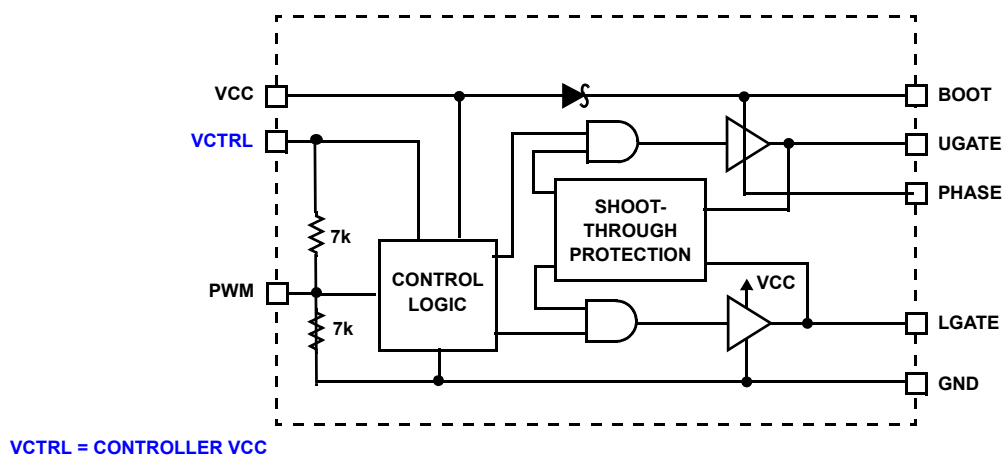 VCC
BOOT
VCTRL
UGATE
PHASE
SHOOT-
THROUGH
PROTECTION
7k
CONTROL
LOGIC
VCC
PWM
7k
LGATE
GND
VCTRL = CONTROLLER VCC